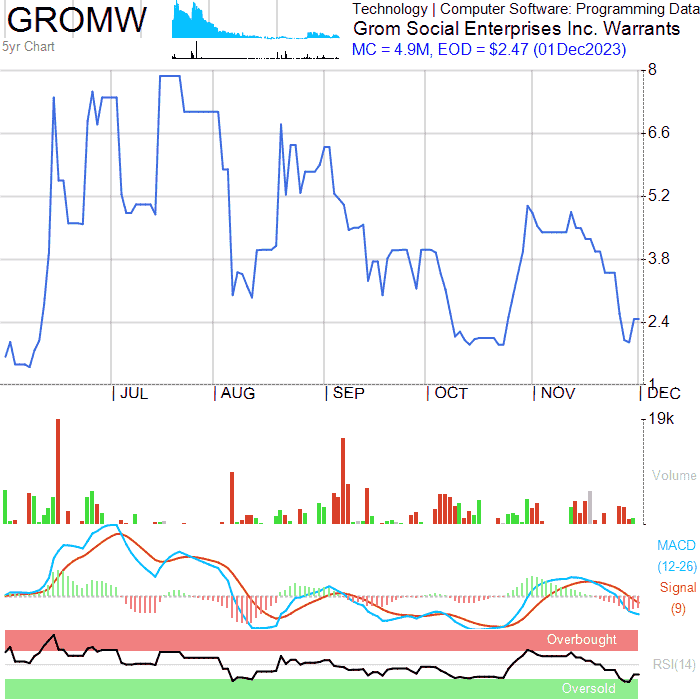 GROMW
5yr Chart
Technology | Computer Software: Programming Data
Grom Social Enterprises Inc. Warrants
MC = 4.9M, EOD = $2.47 (01Dec2023)
8
6.6
5.2
3.8
2.4
1
JUL
AUG
SEP
OCT
NOV
DEC
19k
Volume
MACD
(12-26)
Signal
(9)
Overbought
RSI(14)
Oversold